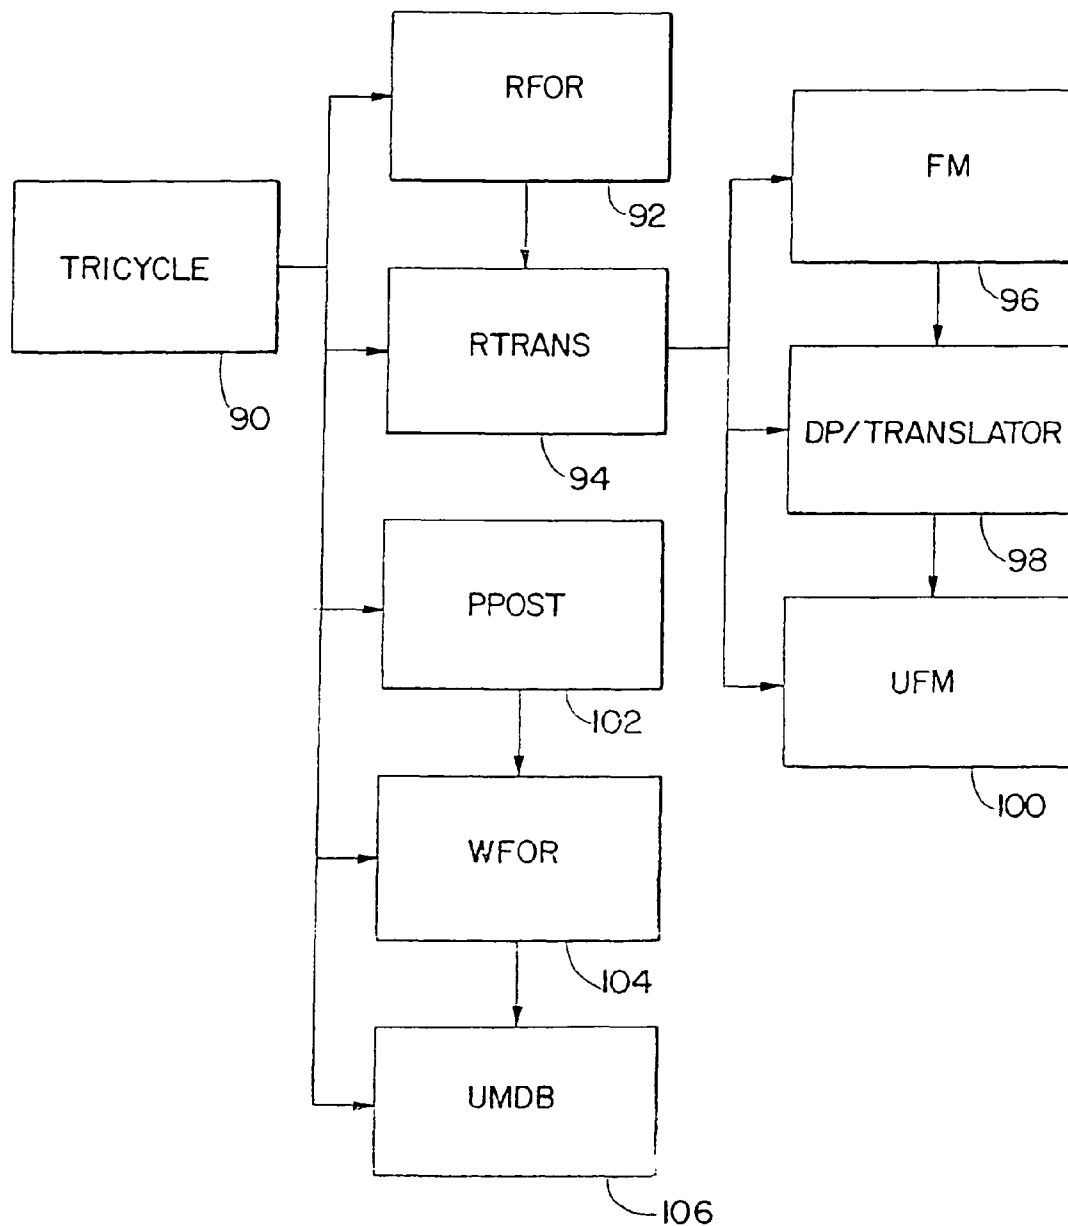 RFOR
92
FM
96
TRICYCLE
90
RTRANS
94
DP/TRANSLATOR
98
PPOST
102
UFM
100
WFOR
104
UMDB
106